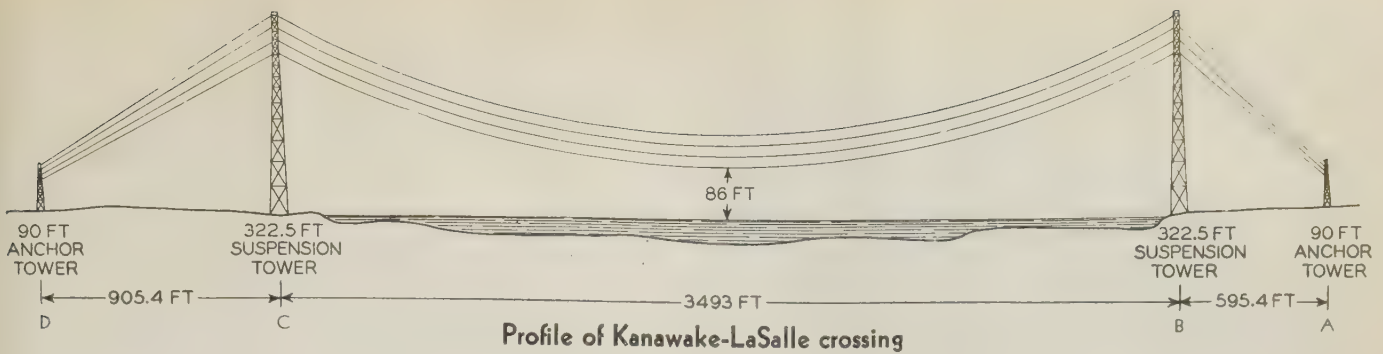 86 FT
90 FT
ANCHOR
TOWER
322.5 FT
SUSPENSION
TOWER
322.5 FT
SUSPENSION
TOWER
90 FT
ANCHOR
TOWER
905.4 FT
3493 FT
595.4 FT
D
C
B
A
Profile of Kanawake-LaSalle crossing